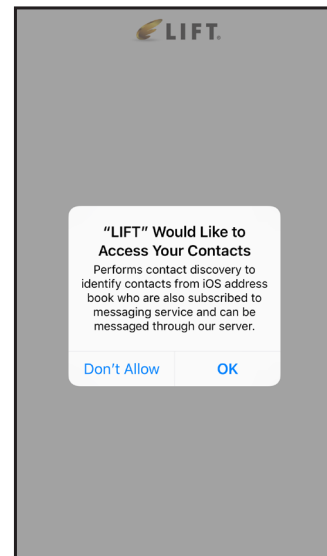 LIFT.
“LIFT” Would Like to
Access Your Contacts
Performs contact discovery to
identify contacts from iOS address
book who are also subscribed to
messaging service and can be
messaged through our server.
Don’t Allow
OK